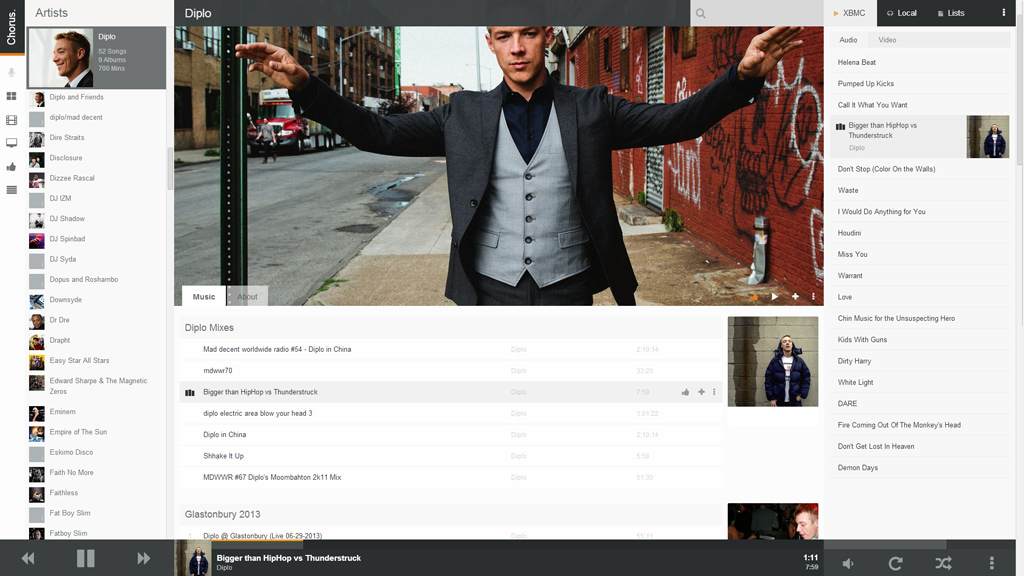 Chorus.
Artists
Diplo
52 Songs
9 Albums
700 Mins
Diplo and Friends
diplo/mad decent
Dire Straits
Disclosure
Dizzee Rascal
DJ IZM
DJ Shadow
DJ Spinbad
DJ Syda
Dopus and Roshambo
Downsyde
Dr Dre
Drapht
Easy Star All Stars
Edward Sharpe & The Magnetic
Zeros
Eminem
Empire of The Sun
Eskimo Disco
Faith No More
Faithless
Fat Boy Slim
Fatboy Slim
Diplo
Music
About
Diplo Mixes
Mad decent worldwide radio #54 - Diplo in China Diplo 2:10:14
mdwwr70 Diplo 33:20
Bigger than HipHop vs Thunderstruck Diplo 7:59
diplo electric area blow your head 3 Diplo 1:01:22
Diplo in China Diplo 2:10:14
Shhake It Up Diplo 5:59
MDWWR #67 Diplo's Moombahton 2k11 Mix Diplo 51:30
Glastonbury 2013
1 Diplo @ Glastonbury (Live 06-29-2013) Diplo 55:11
XBMC
Local
Lists
Audio
Video
Helena Beat
Pumped Up Kicks
Call It What You Want
Bigger than HipHop vs
Thunderstruck
Diplo
Don't Stop (Color On the Walls)
Waste
I Would Do Anything for You
Houdini
Miss You
Warrant
Love
Chin Music for the Unsuspecting Hero
Kids With Guns
Dirty Harry
White Light
DARE
Fire Coming Out Of The Monkey's Head
Don't Get Lost In Heaven
Demon Days
Bigger than HipHop vs Thunderstruck
Diplo
1:11
7:59